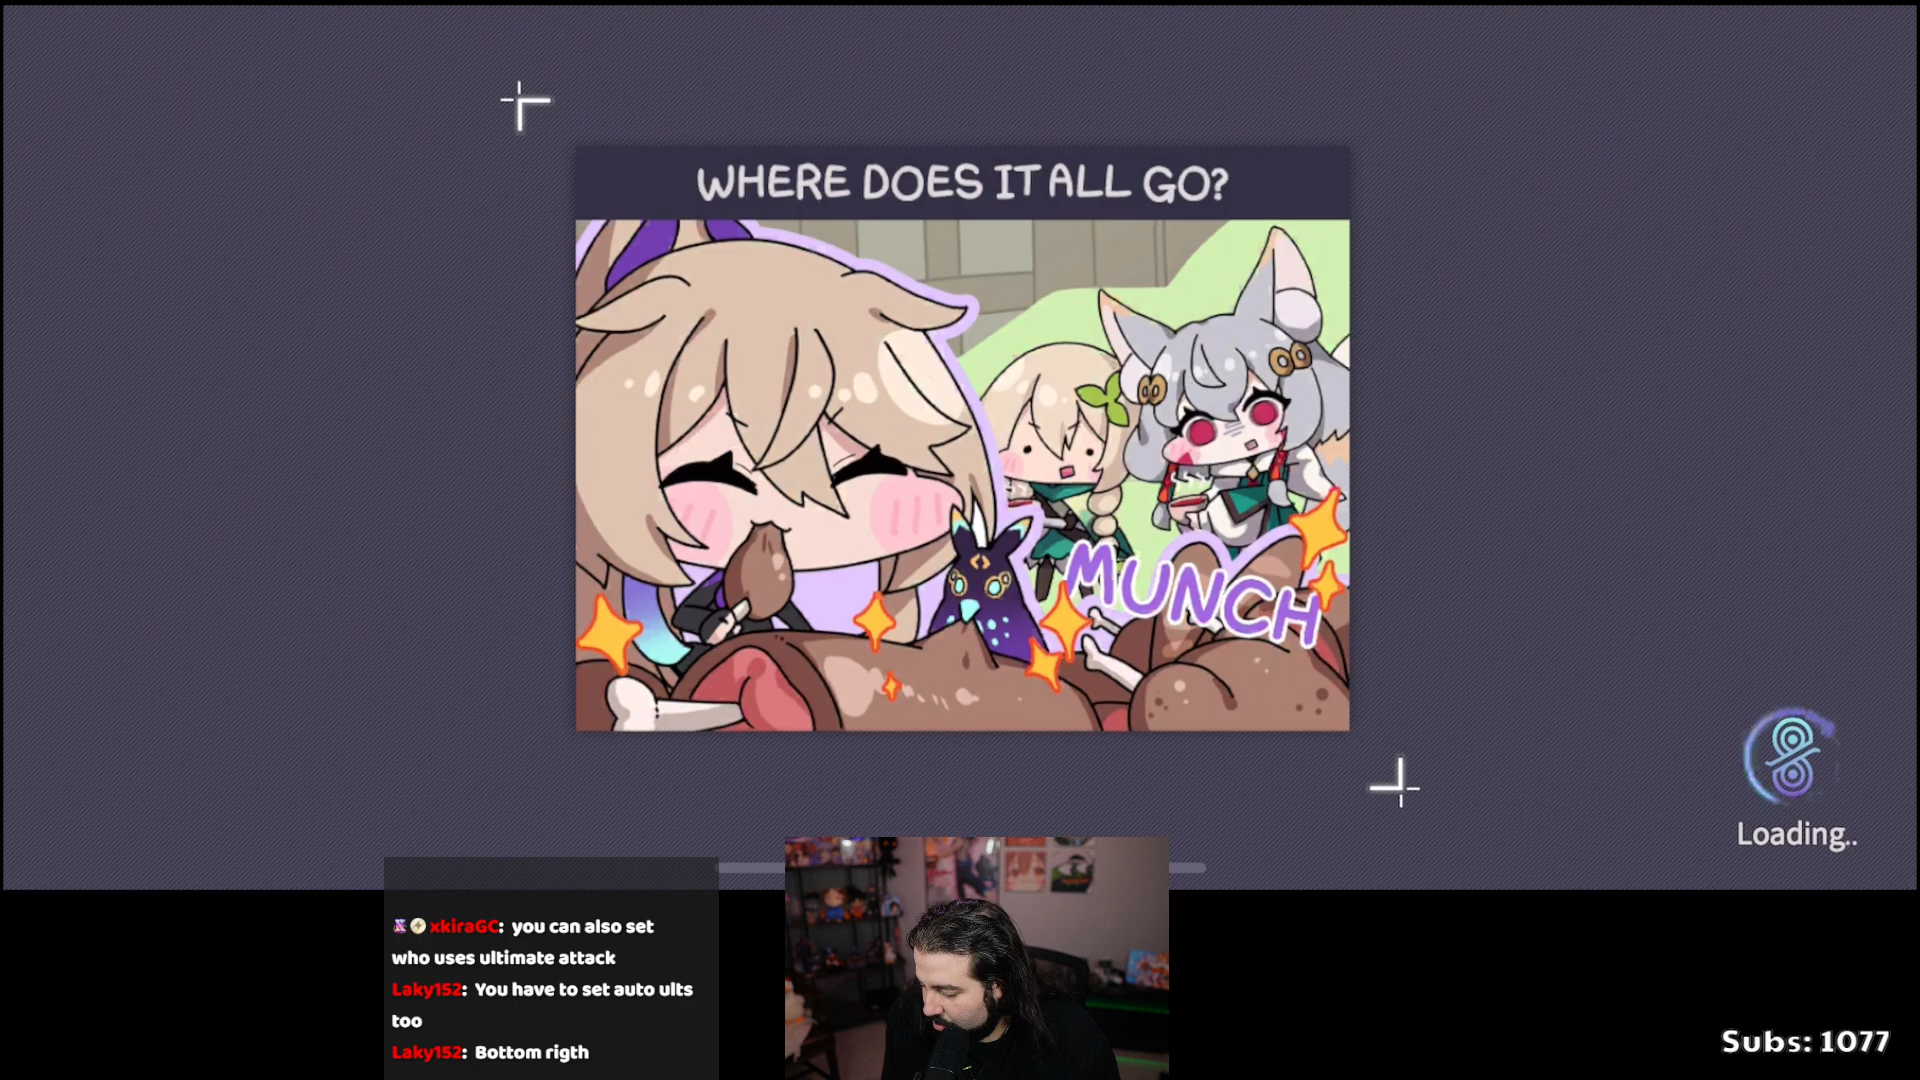 WHERE DOES IT ALL GO?
MUNCH
Loading..
xkiraGC: you can also set
who uses ultimate attack
Laky152: You have to set auto ults
too
Laky152: Bottom rigth
Subs: 1077